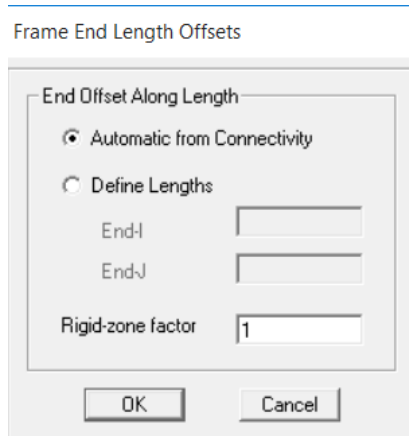 Frame End Length Offsets
End Offset Along Length
Automatic from Connectivity
Define Lengths
End-I
End-J
Rigid-zone factor 1
OK Cancel